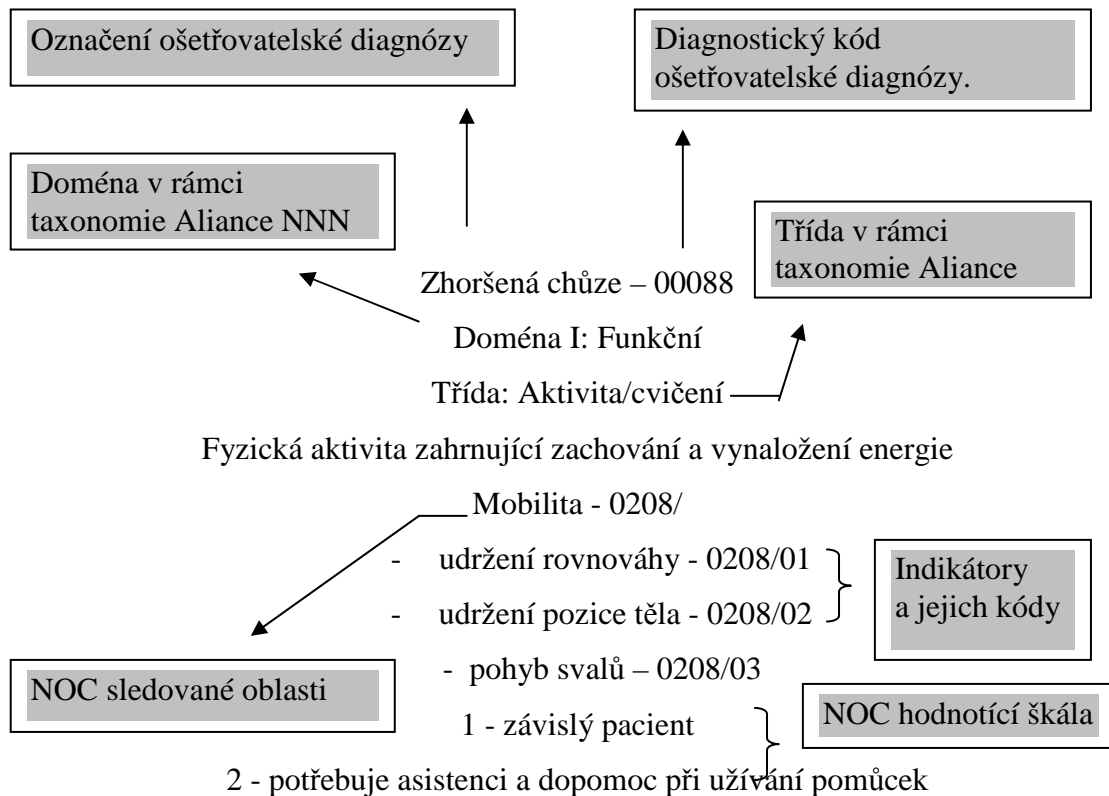 Označení ošetřovatelské diagnózy
Diagnostický kód
ošetřovatelské diagnózy.
Doména v rámci
taxonomie Aliance NNN
Třída v rámci
taxonomie Aliance
Zhoršená chůze – 00088
Doména I: Funkční
Třída: Aktivita/cvičení
Fyzická aktivita zahrnující zachování a vynaložení energie
Mobilita - 0208/
- udržení rovnováhy - 0208/01
- udržení pozice těla - 0208/02
Indikátory
a jejich kódy
- pohyb svalů – 0208/03
NOC sledované oblasti
1 - závislý pacient
NOC hodnotící škála
2 - potřebuje asistenci a dopomoc při užívání pomůcek